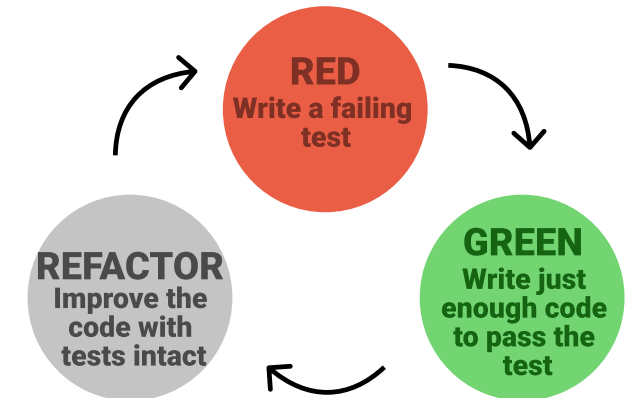 RED
Write a failing
test
GREEN
Write just
enough code
to pass the
test
REFACTOR
Improve the
code with
tests intact